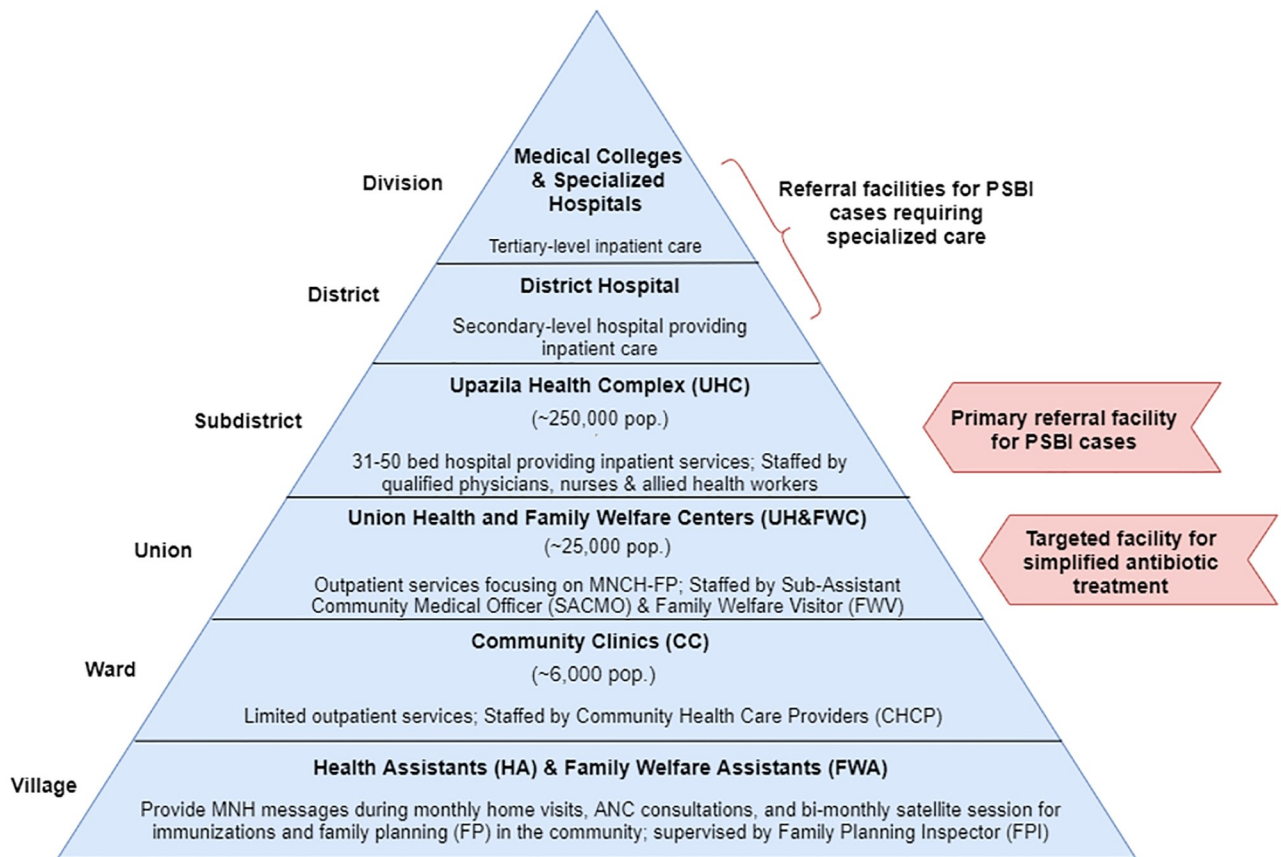 Division
Medical Colleges
& Specialized
Hospitals
Tertiary-level inpatient care
Referral facilities for PSBI
cases requiring
specialized care
District
District Hospital
Secondary-level hospital providing
inpatient care
Subdistrict
Upazila Health Complex (UHC)
(~250,000 pop.)
31-50 bed hospital providing inpatient services; Staffed by
qualified physicians, nurses & allied health workers
Primary referral facility
for PSBI cases
Union
Union Health and Family Welfare Centers (UH&FWC)
(~25,000 pop.)
Outpatient services focusing on MNCH-FP; Staffed by Sub-Assistant
Community Medical Officer (SACMO) & Family Welfare Visitor (FWV)
Targeted facility for
simplified antibiotic
treatment
Ward
Community Clinics (CC)
(~6,000 pop.)
Limited outpatient services; Staffed by Community Health Care Providers (CHCP)
Village
Health Assistants (HA) & Family Welfare Assistants (FWA)
Provide MNH messages during monthly home visits, ANC consultations, and bi-monthly satellite session for
immunizations and family planning (FP) in the community; supervised by Family Planning Inspector (FPI)